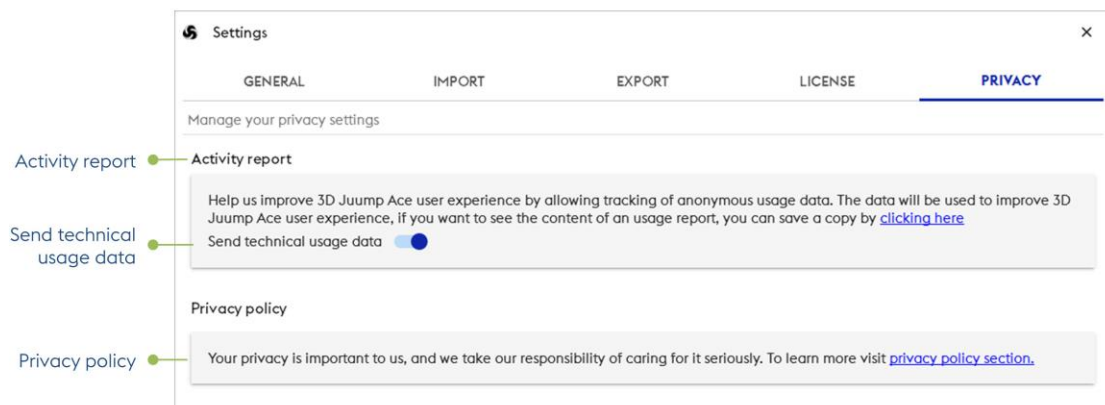 Settings
GENERAL IMPORT EXPORT LICENSE PRIVACY
Manage your privacy settings
Activity report
Activity report
Help us improve 3D Juump Ace user experience by allowing tracking of anonymous usage data. The data will be used to improve 3D
Juump Ace user experience, if you want to see the content of an usage report, you can save a copy by clicking here
Send technical
usage data
Send technical usage data
Privacy policy
Privacy policy
Your privacy is important to us, and we take our responsibility of caring for it seriously. To learn more visit privacy policy section.